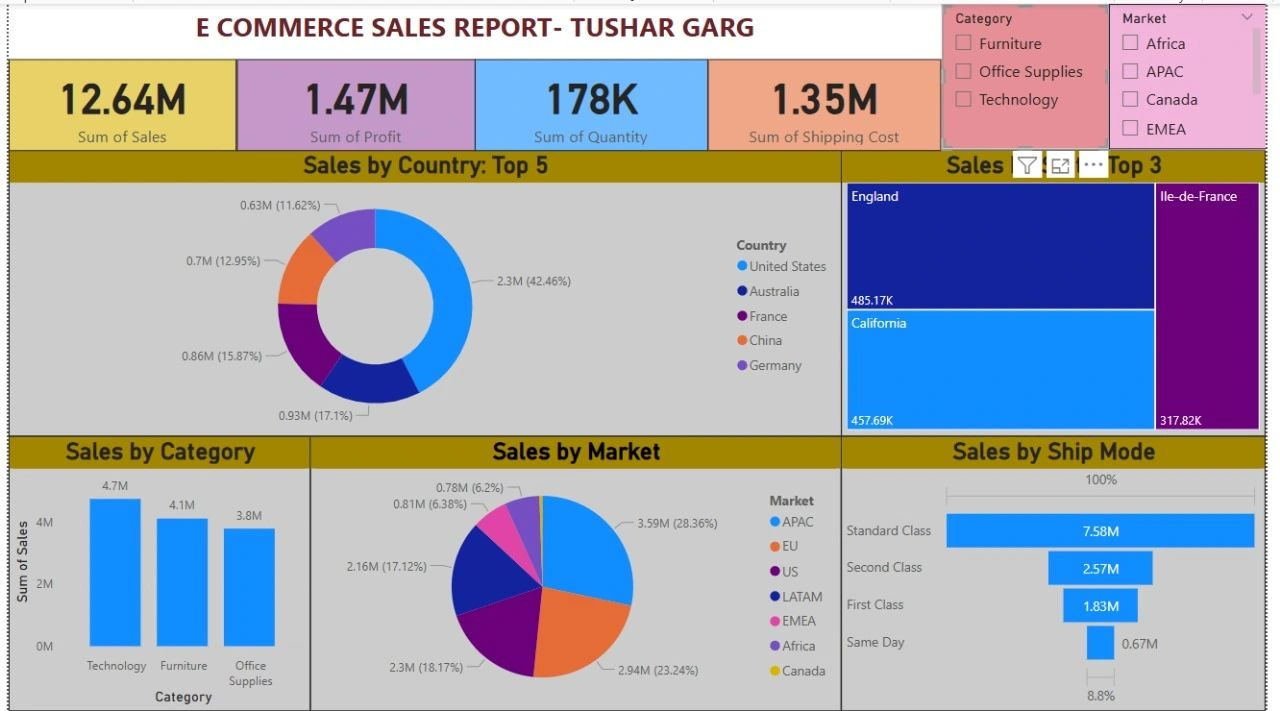 E COMMERCE SALES REPORT- TUSHAR GARG
Category
Furniture
Office Supplies
Technology
Market
Africa
APAC
Canada
EMEA
12.64M
Sum of Sales
1.47M
Sum of Profit
178K
Sum of Quantity
1.35M
Sum of Shipping Cost
Sales by Country: Top 5
0.63M (11.62%)
0.7M (12.95%)
2.3M (42.46%)
0.86M (15.87%)
0.93M (17.1%)
Country
United States
Australia
France
China
Germany
Sales Top 3
England
485.17K
California
457.69K
Ile-de-France
317.82K
Sales by Category
Sum of Sales
4M
2M
0M
4.7M
4.1M
3.8M
Technology
Furniture
Office
Supplies
Category
Sales by Market
0.78M (6.2%)
0.81M (6.38%)
3.59M (28.36%)
2.16M (17.12%)
2.3M (18.17%)
2.94M (23.24%)
Market
APAC
EU
US
LATAM
EMEA
Africa
Canada
Sales by Ship Mode
100%
Standard Class
7.58M
Second Class
2.57M
First Class
1.83M
Same Day
0.67M
8.8%